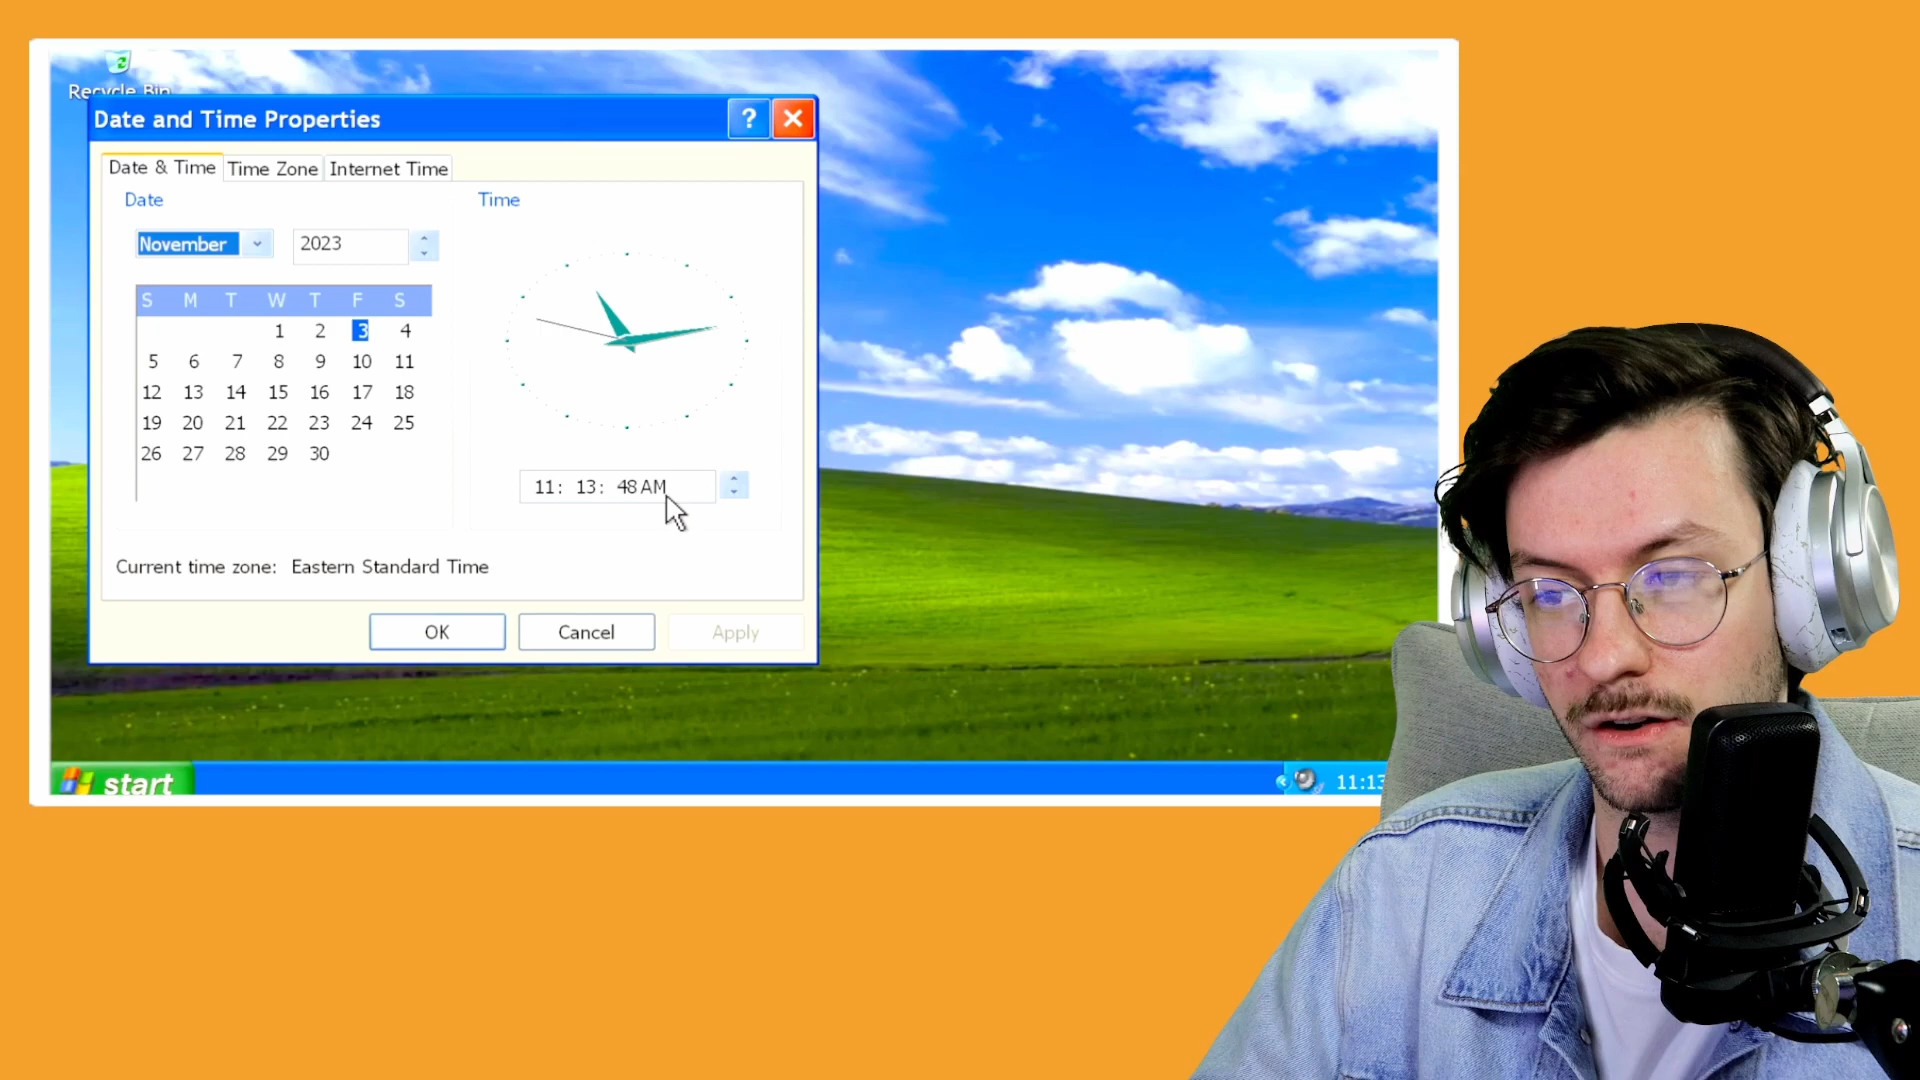 Recycle Bin
Date and Time Properties
?
Date & Time Time Zone Internet Time
Date Time
November 2023
S M T W T F S
1 2 3 4
5 6 7 8 9 10 11
12 13 14 15 16 17 18
19 20 21 22 23 24 25
26 27 28 29 30
11: 13: 48 AM
Current time zone: Eastern Standard Time
OK Cancel Apply
start 11:13